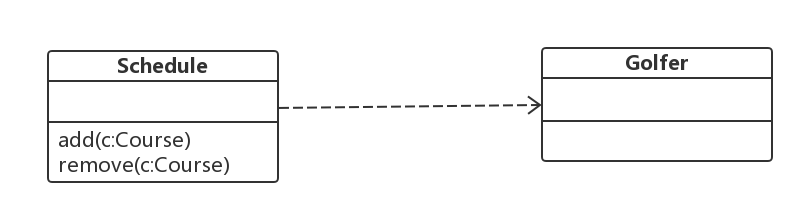 Schedule
add(c:Course)
remove(c:Course)
Golfer